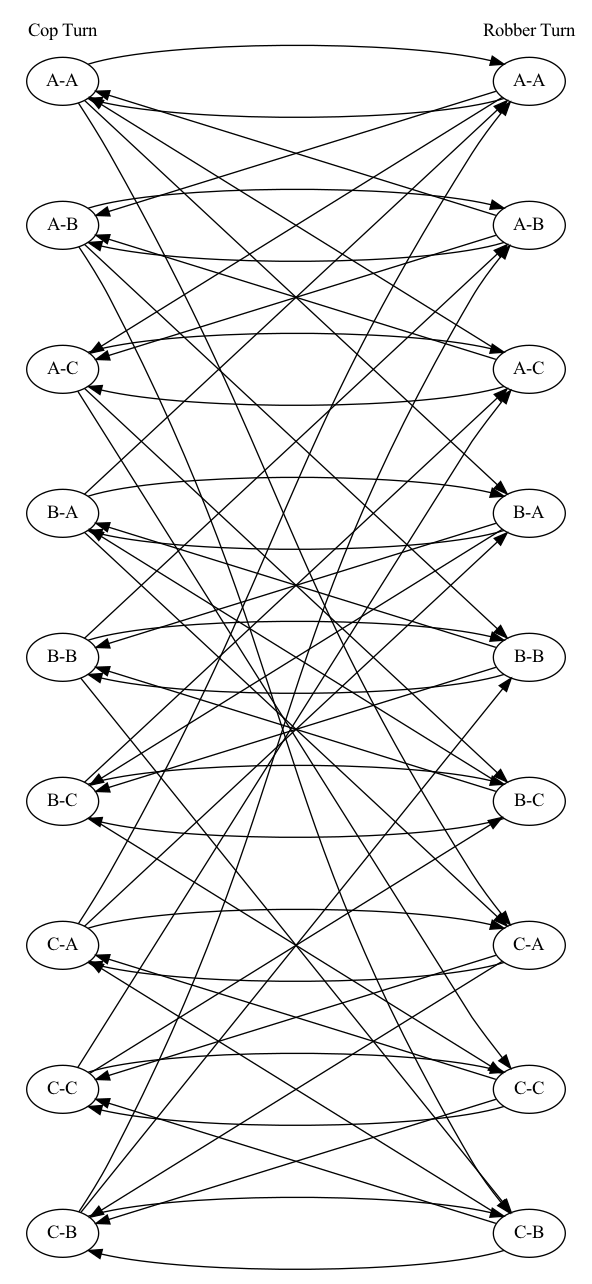 Cop Turn Robber Turn
A-A A-A
A-B A-B
A-C A-C
B-A B-A
B-B B-B
B-C B-C
C-A C-A
C-C C-C
C-B C-B